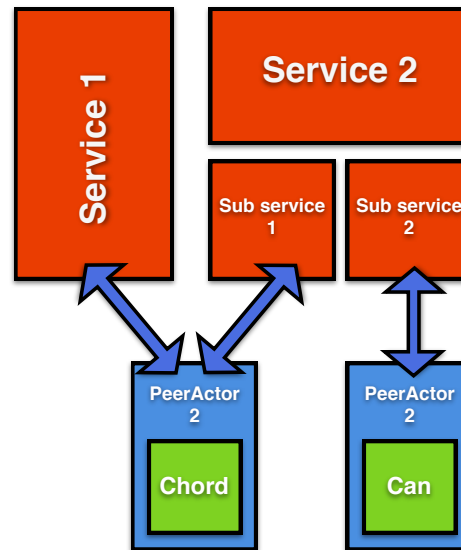 Service 1
Service 2
Sub service
1
Sub service
2
PeerActor
2
Chord
PeerActor
2
Can